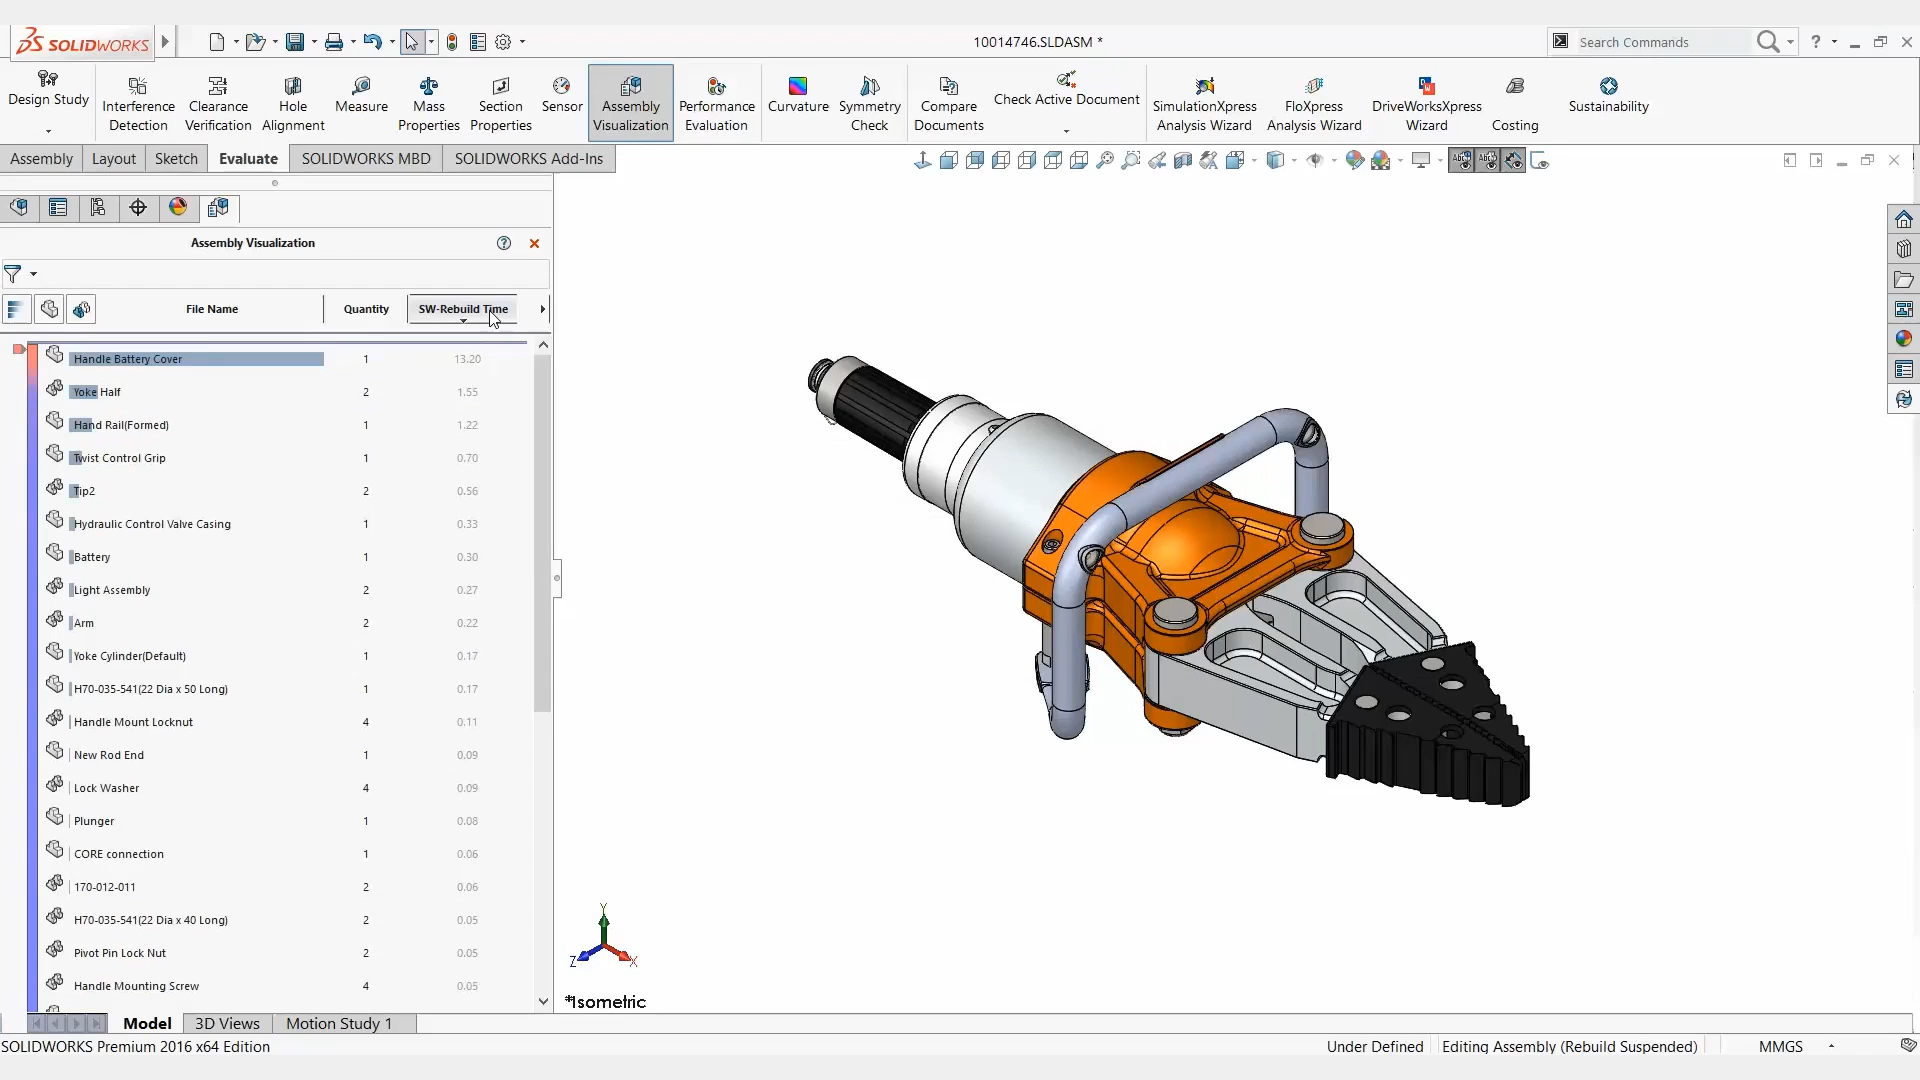 SOLIDWORKS
10014746.SLDASM *
Search Commands
?
Design Study
Interference Detection
Clearance Verification
Hole Alignment
Measure
Mass Properties
Section Properties
Sensor
Assembly Visualization
Performance Evaluation
Curvature
Symmetry Check
Compare Documents
Check Active Document
SimulationXpress Analysis Wizard
FloXpress Analysis Wizard
DriveWorksXpress Wizard
Costing
Sustainability
Assembly
Layout
Sketch
Evaluate
SOLIDWORKS MBD
SOLIDWORKS Add-Ins
Assembly Visualization
File Name Quantity SW-Rebuild Time
Handle Battery Cover 1 13.20
Yoke Half 2 1.55
Hand Rail(Formed) 1 1.22
Twist Control Grip 1 0.70
Tip2 2 0.56
Hydraulic Control Valve Casing 1 0.33
Battery 1 0.30
Light Assembly 2 0.27
Arm 2 0.22
Yoke Cylinder(Default) 1 0.17
H70-035-541(22 Dia x 50 Long) 1 0.17
Handle Mount Locknut 4 0.11
New Rod End 1 0.09
Lock Washer 4 0.09
Plunger 1 0.08
CORE connection 1 0.06
170-012-011 2 0.06
H70-035-541(22 Dia x 40 Long) 2 0.05
Pivot Pin Lock Nut 2 0.05
Handle Mounting Screw 4 0.05
Y
Z
X
*Isometric
Model
3D Views
Motion Study 1
SOLIDWORKS Premium 2016 x64 Edition
Under Defined
Editing Assembly (Rebuild Suspended)
MMGS